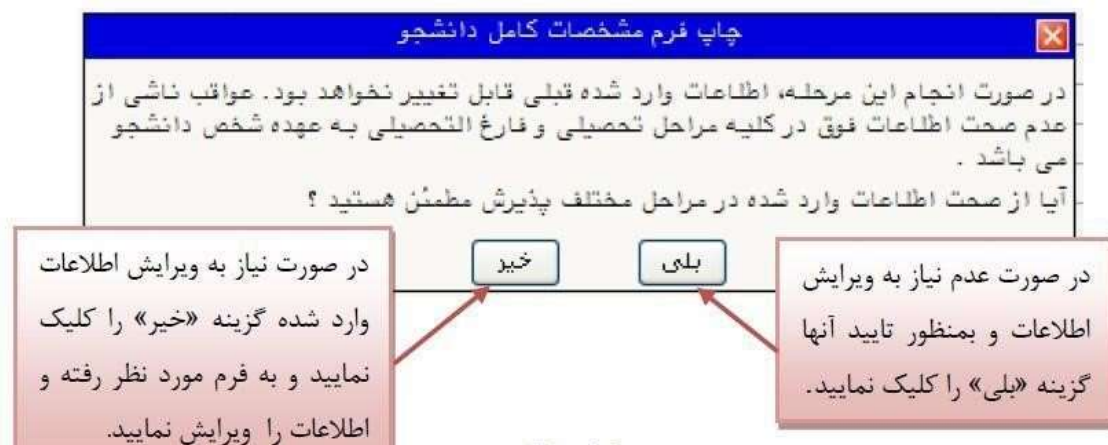 چاپ فرم مشخصات کامل دانشجو
در صورت انجام این مرحله، اطلاعات وارد شده قبلی قابل تغییر نخواهد بود. عواقب ناشی از
عدم صحت اطلاعات فوق در کلیه مراحل تحصیلی و فارغ التحصیلی به عهده شخص دانشجو
می باشد .
آیا از صحت اطلاعات وارد شده در مراحل مختلف پذیرش مطمئن هستید ؟
بلی
خیر
در صورت عدم نیاز به ویرایش
اطلاعات و بمنظور تایید آنها
گزینه «بلی» را کلیک نمایید.
در صورت نیاز به ویرایش اطلاعات
وارد شده گزینه «خیر» را کلیک
نمایید و به فرم مورد نظر رفته و
اطلاعات را ویرایش نمایید.